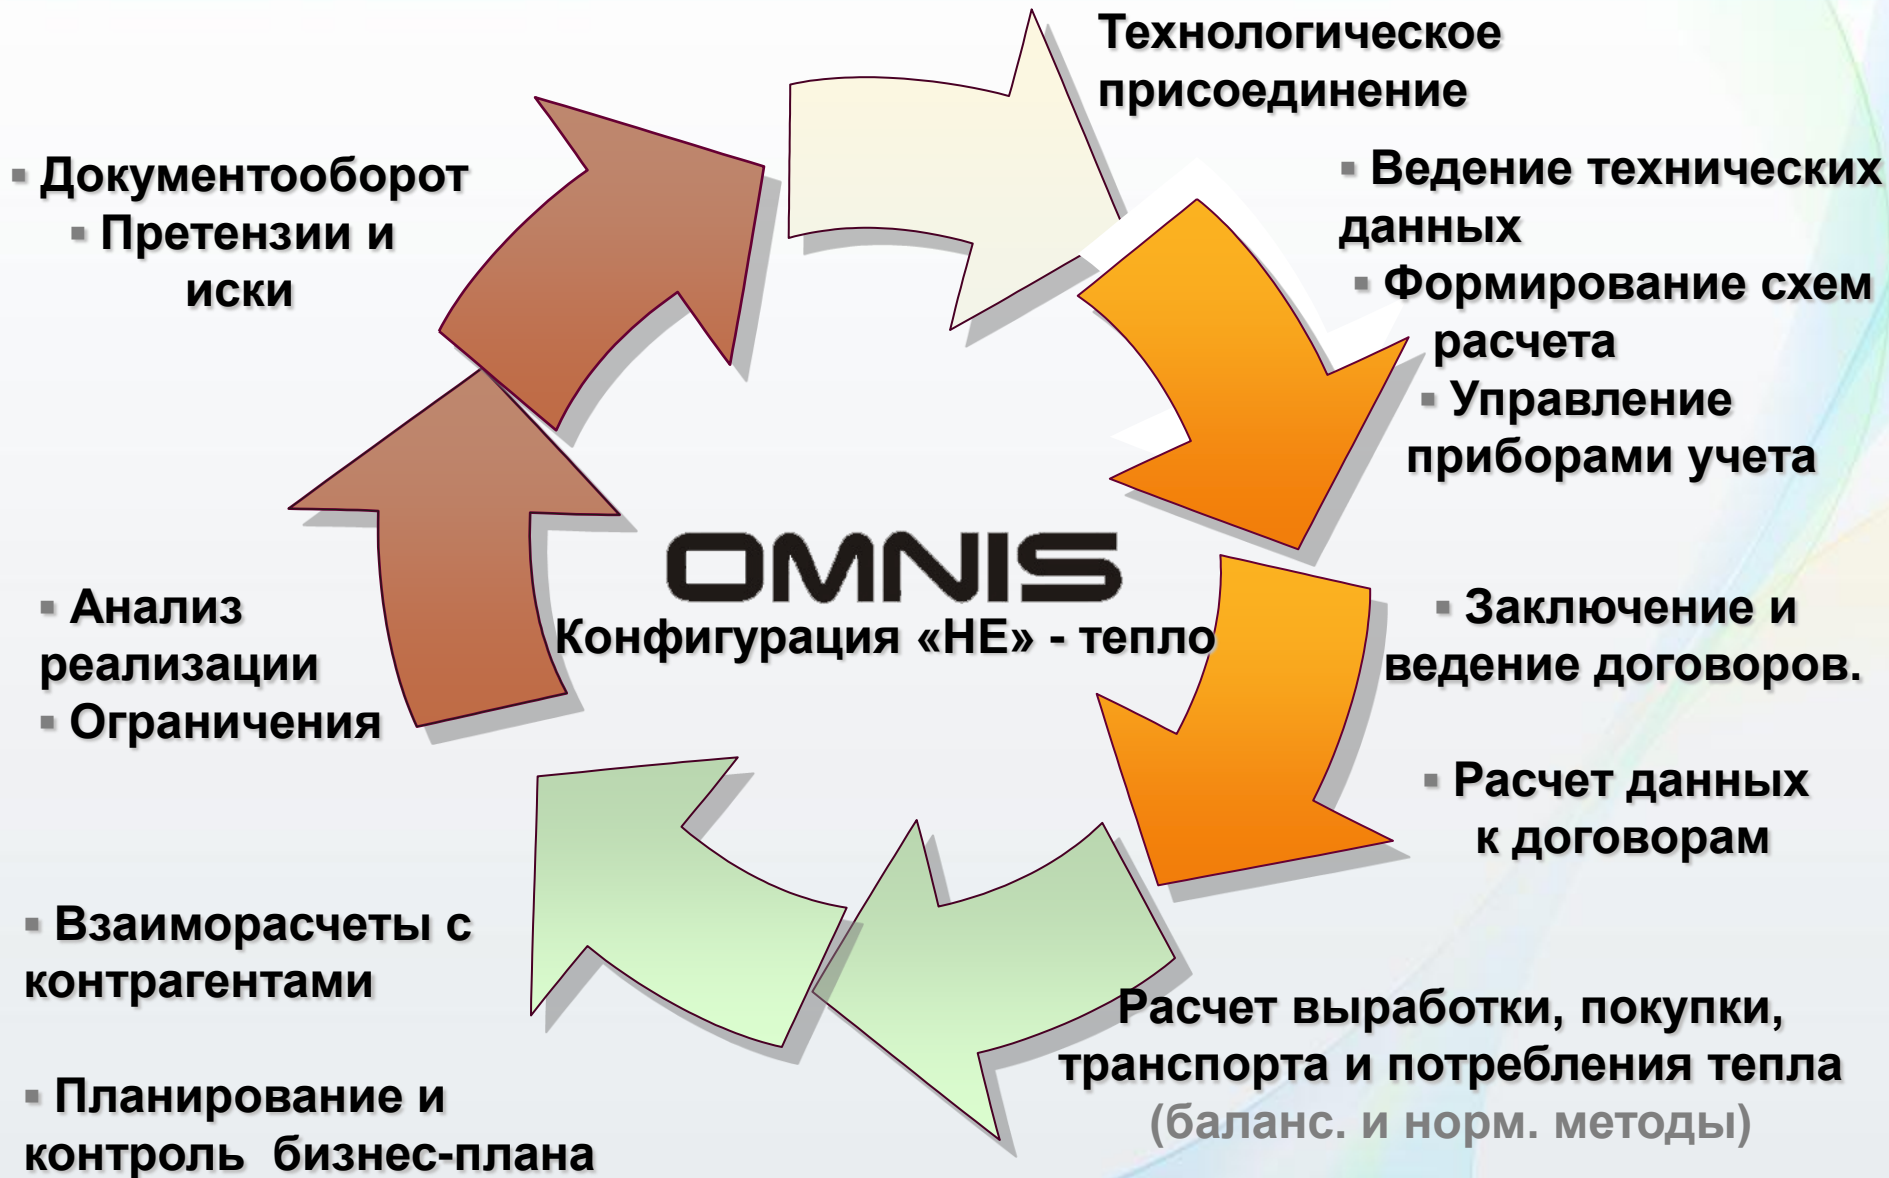 Технологическое
присоединение
▪ Ведение технических
данных
▪ Формирование схем
расчета
▪ Управление
приборами учета
▪ Заключение и
ведение договоров.
▪ Расчет данных
к договорам
Расчет выработки, покупки,
транспорта и потребления тепла
(баланс. и норм. методы)
▪ Взаиморасчеты с
контрагентами
▪ Планирование и
контроль бизнес-плана
▪ Анализ
реализации
▪ Ограничения
▪ Документооборот
▪ Претензии и
иски
OMNIS
Конфигурация «НЕ» - тепло